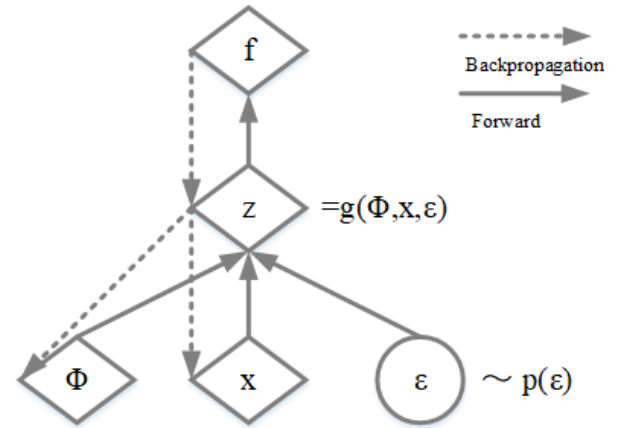 f
Backpropagation
Forward
z =g(Φ,x,ε)
Φ x ε ~ p(ε)